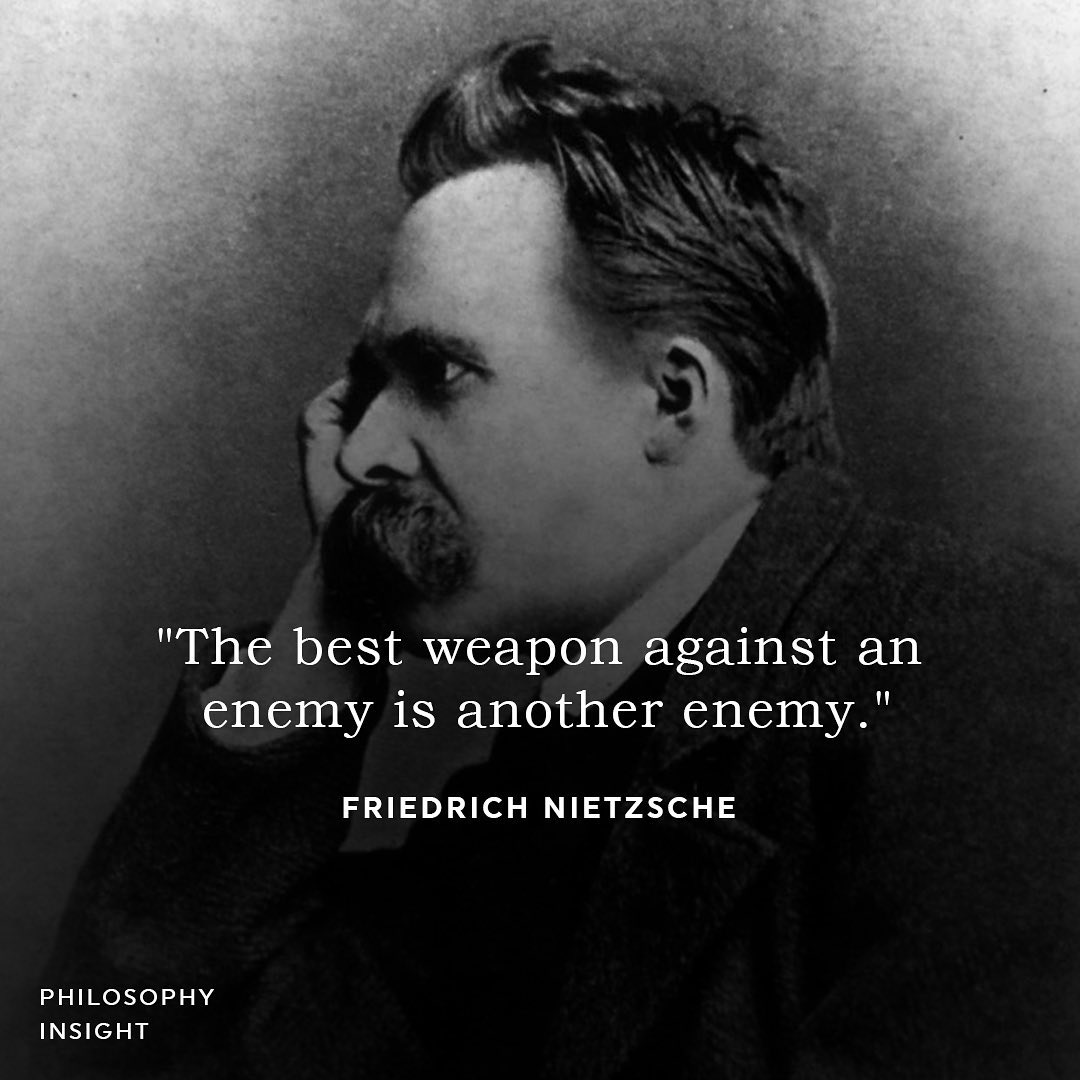 "The best weapon against an
enemy is another enemy."
FRIEDRICH NIETZSCHE
PHILOSOPHY
INSIGHT